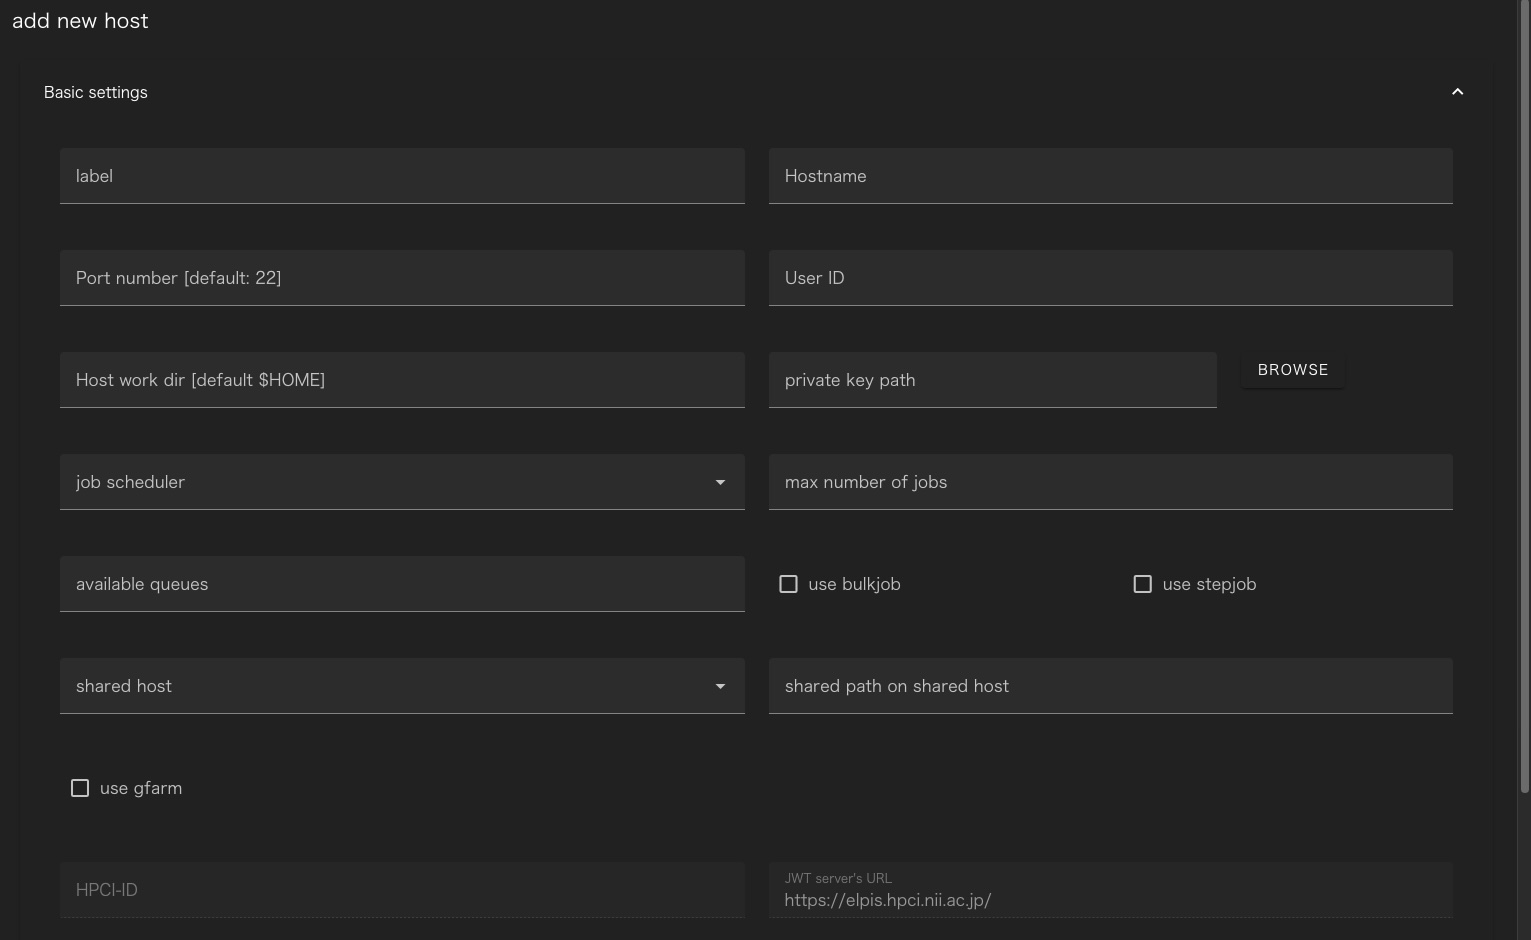 add new host
Basic settings
label
Hostname
Port number [default: 22]
User ID
Host work dir [default $HOME]
private key path
BROWSE
job scheduler
max number of jobs
available queues
use bulkjob
use stepjob
shared host
shared path on shared host
use gfarm
HPCI-ID
JWT server's URL
https://elpis.hpci.nii.ac.jp/